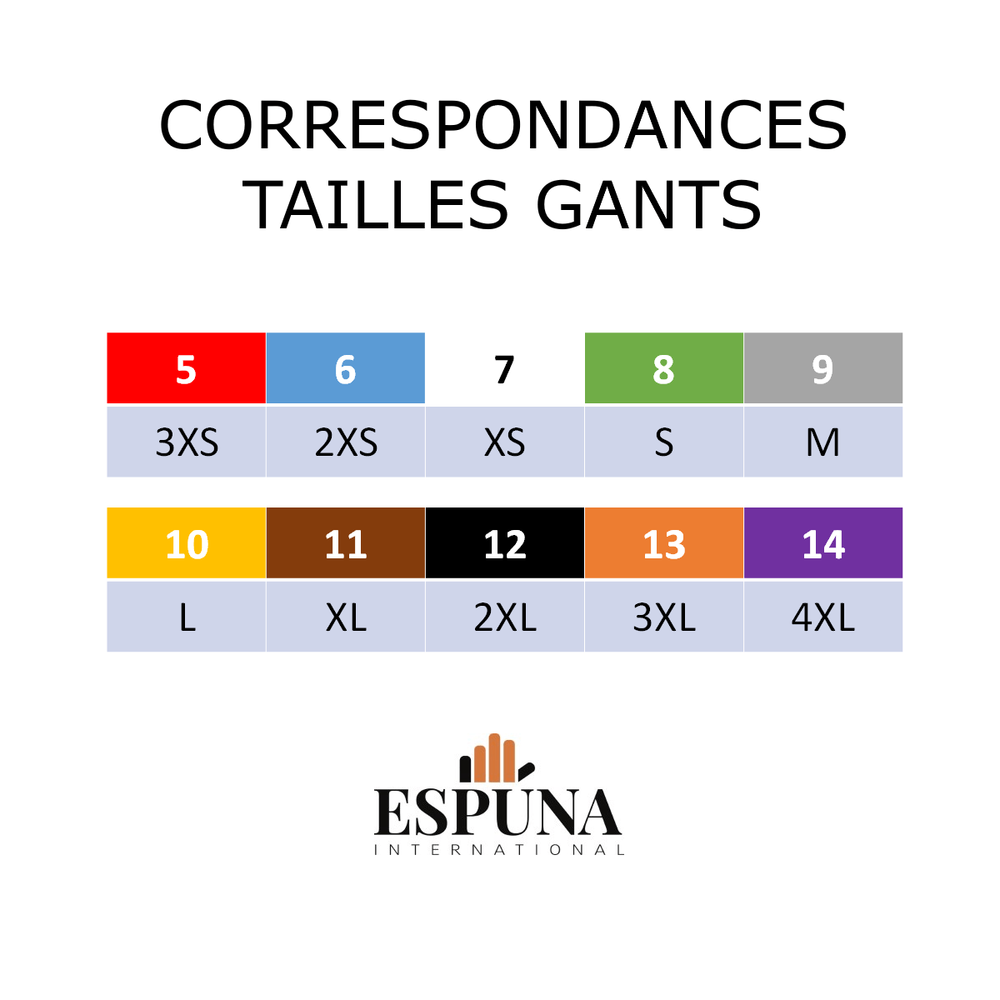 CORRESPONDANCES
TAILLES GANTS
5 6 7 8 9
3XS 2XS XS S M
10 11 12 13 14
L XL 2XL 3XL 4XL
ESPÚNA
INTERNATIONAL